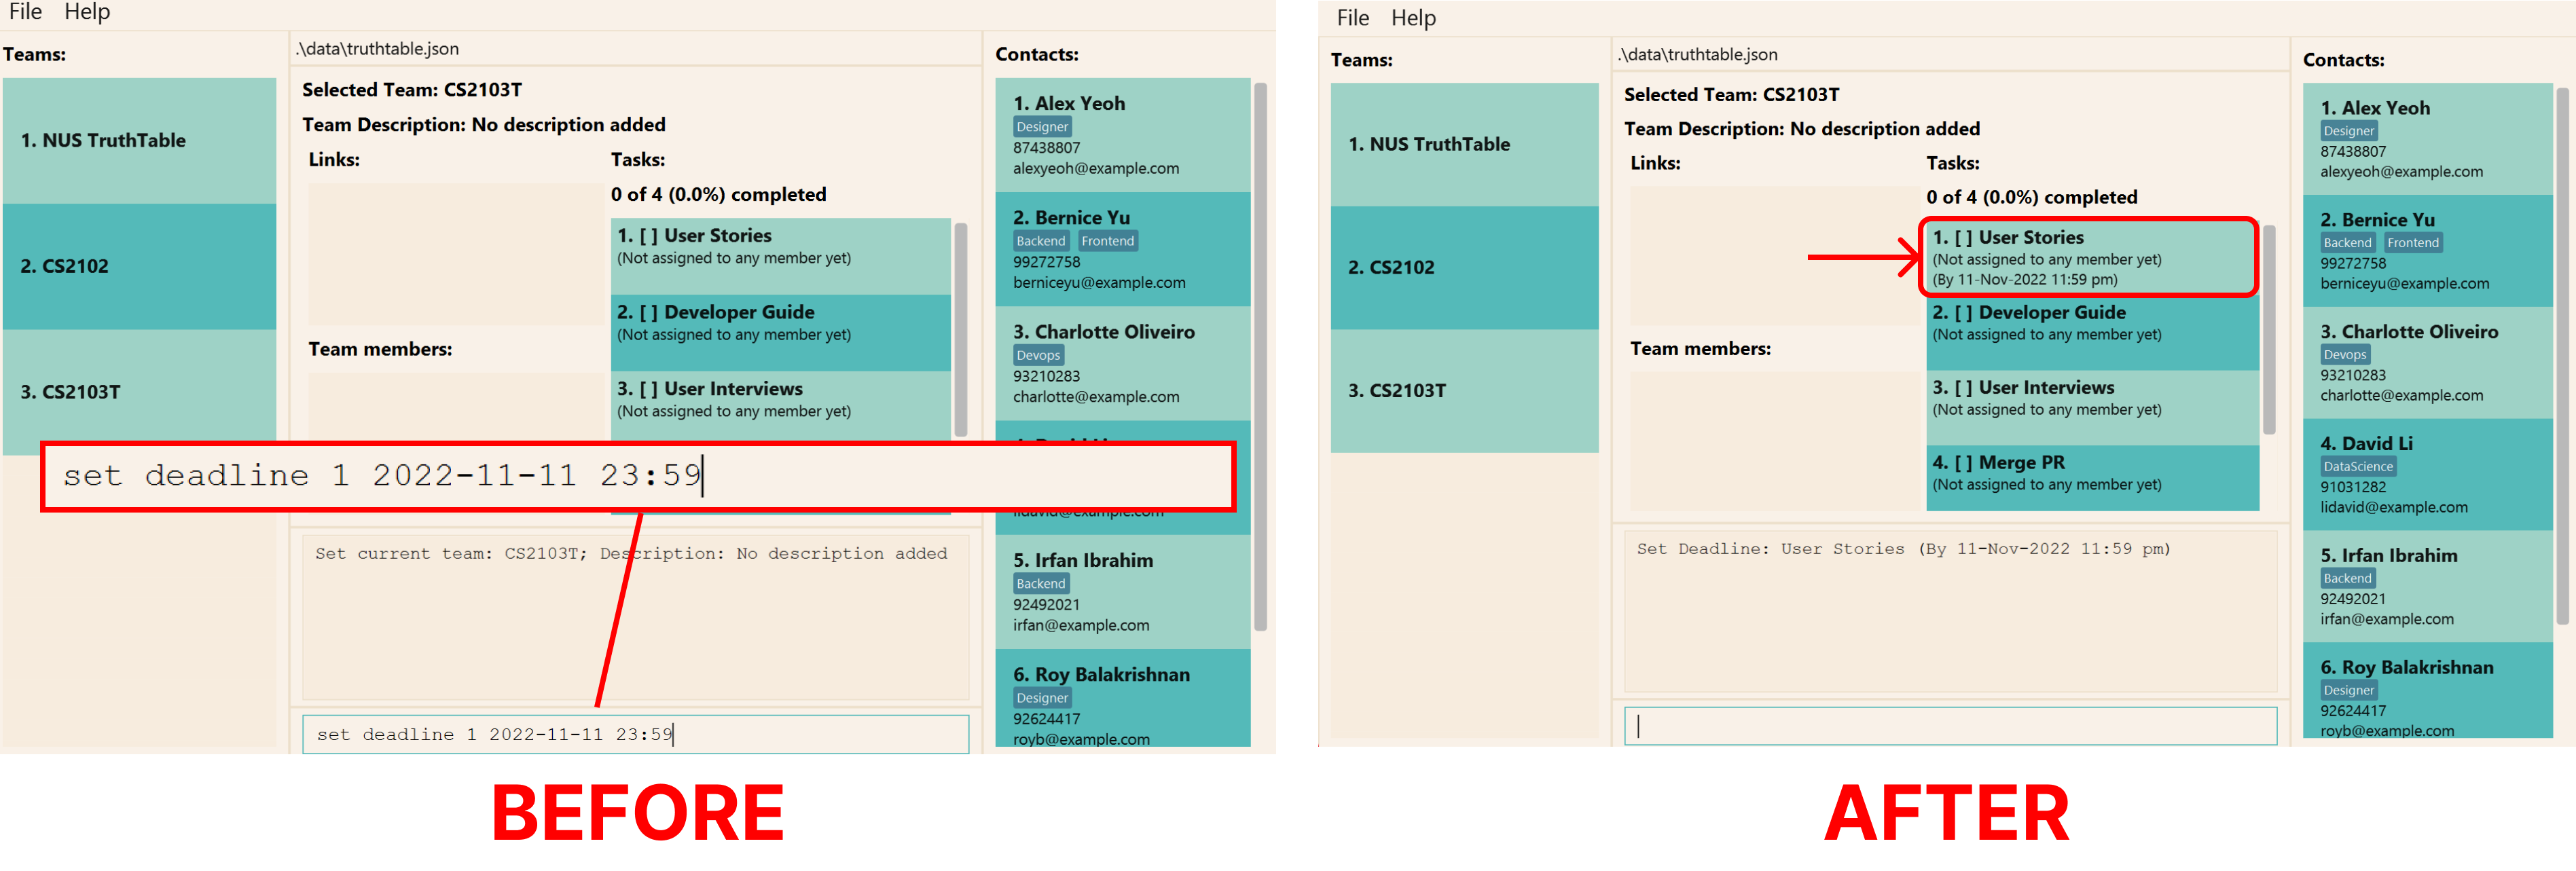 File Help
Teams:
1. NUS TruthTable
2. CS2102
3. CS2103T
.\data\truthtable.json
Selected Team: CS2103T
Team Description: No description added
Links:
Team members:
Tasks:
0 of 4 (0.0%) completed
1. [ ] User Stories
(Not assigned to any member yet)
2. [ ] Developer Guide
(Not assigned to any member yet)
3. [ ] User Interviews
(Not assigned to any member yet)
set deadline 1 2022-11-11 23:59
Set current team: CS2103T; Description: No description added
set deadline 1 2022-11-11 23:59
Contacts:
1. Alex Yeoh
Designer
87438807
alexyeoh@example.com
2. Bernice Yu
Backend Frontend
99272758
berniceyu@example.com
3. Charlotte Oliveiro
Devops
93210283
charlotte@example.com
lidavid@example.com
5. Irfan Ibrahim
Backend
92492021
irfan@example.com
6. Roy Balakrishnan
Designer
92624417
royb@example.com
BEFORE
File Help
Teams:
1. NUS TruthTable
2. CS2102
3. CS2103T
.\data\truthtable.json
Selected Team: CS2103T
Team Description: No description added
Links:
Team members:
Tasks:
0 of 4 (0.0%) completed
1. [ ] User Stories
(Not assigned to any member yet)
(By 11-Nov-2022 11:59 pm)
2. [ ] Developer Guide
(Not assigned to any member yet)
3. [ ] User Interviews
(Not assigned to any member yet)
4. [ ] Merge PR
(Not assigned to any member yet)
Set Deadline: User Stories (By 11-Nov-2022 11:59 pm)
Contacts:
1. Alex Yeoh
Designer
87438807
alexyeoh@example.com
2. Bernice Yu
Backend Frontend
99272758
berniceyu@example.com
3. Charlotte Oliveiro
Devops
93210283
charlotte@example.com
4. David Li
DataScience
91031282
lidavid@example.com
5. Irfan Ibrahim
Backend
92492021
irfan@example.com
6. Roy Balakrishnan
Designer
92624417
royb@example.com
AFTER